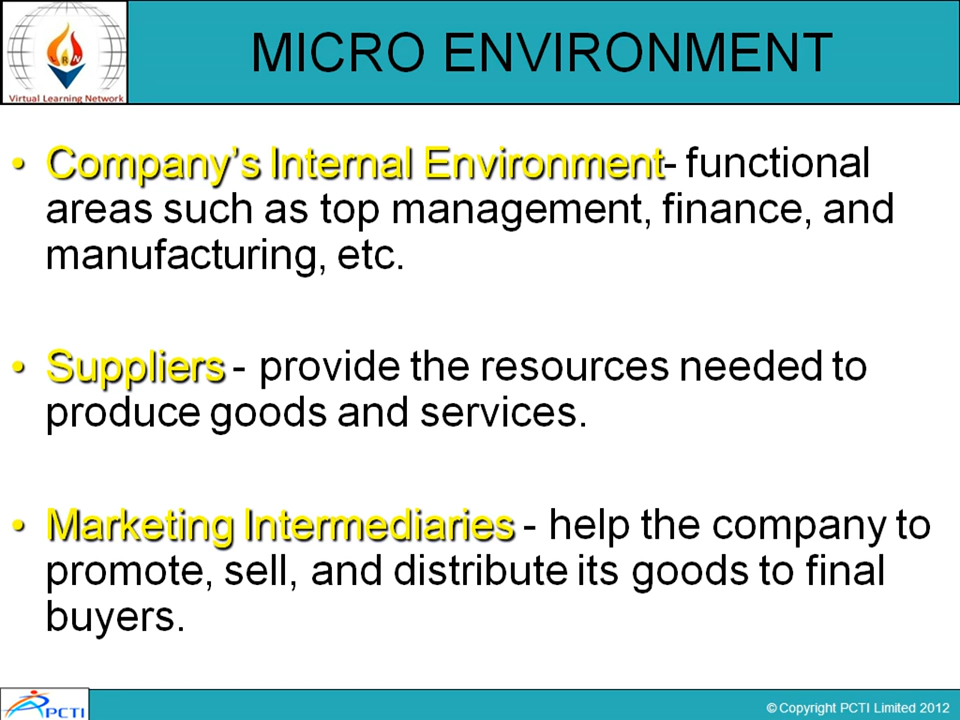 VLN
Virtual Learning Network
MICRO ENVIRONMENT
• Company's Internal Environment- functional
areas such as top management, finance, and
manufacturing, etc.
• Suppliers - provide the resources needed to
produce goods and services.
• Marketing Intermediaries - help the company to
promote, sell, and distribute its goods to final
buyers.
PCTI
© Copyright PCTI Limited 2012